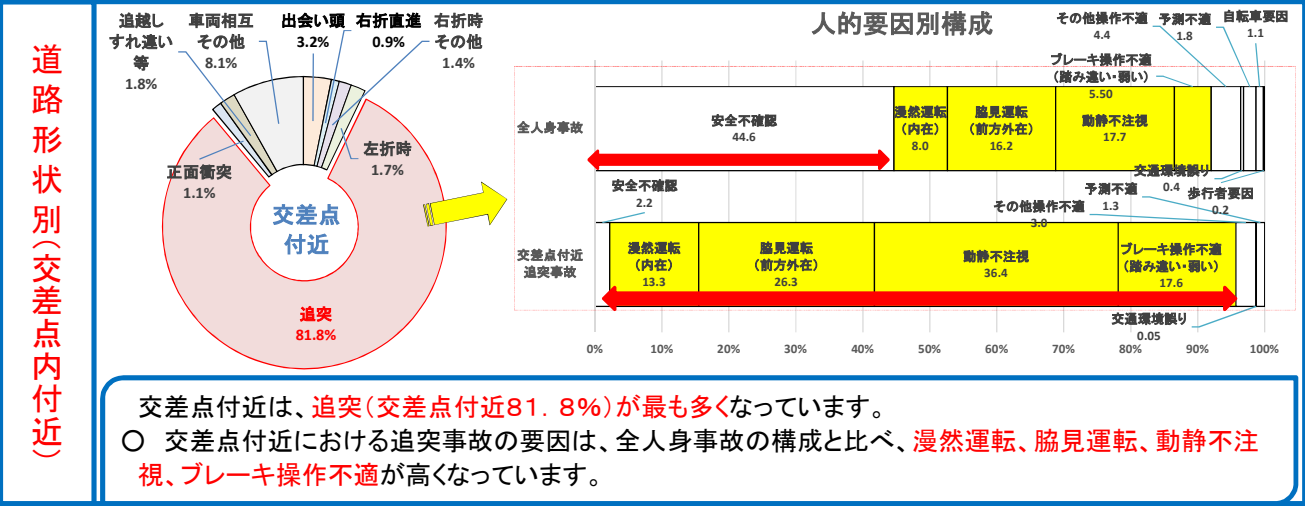 道路形状別(交差点内付近)
追越し
すれ違い
等
1.8%
車両相互
その他
8.1%
出会い頭
3.2%
右折直進
0.9%
右折時
その他
1.4%
左折時
1.7%
正面衝突
1.1%
交差点
付近
追突
81.8%
人的要因別構成
その他操作不適
4.4
予測不適
1.8
自転車要因
1.1
ブレーキ操作不適
(踏み違い・弱い)
5.50
全人身事故
安全不確認
44.6
漫然運転
(内在)
8.0
脇見運転
(前方外在)
16.2
動静不注視
17.7
交通環境誤り
0.4
歩行者要因
0.2
安全不確認
2.2
その他操作不適
3.0
予測不適
1.3
交差点付近
追突事故
漫然運転
(内在)
13.3
脇見運転
(前方外在)
26.3
動静不注視
36.4
ブレーキ操作不適
(踏み違い・弱い)
17.6
交通環境誤り
0.05
0% 10% 20% 30% 40% 50% 60% 70% 80% 90% 100%
交差点付近は、追突(交差点付近81.8%)が最も多くなっています。
○ 交差点付近における追突事故の要因は、全人身事故の構成と比べ、漫然運転、脇見運転、動静不注
視、ブレーキ操作不適が高くなっています。